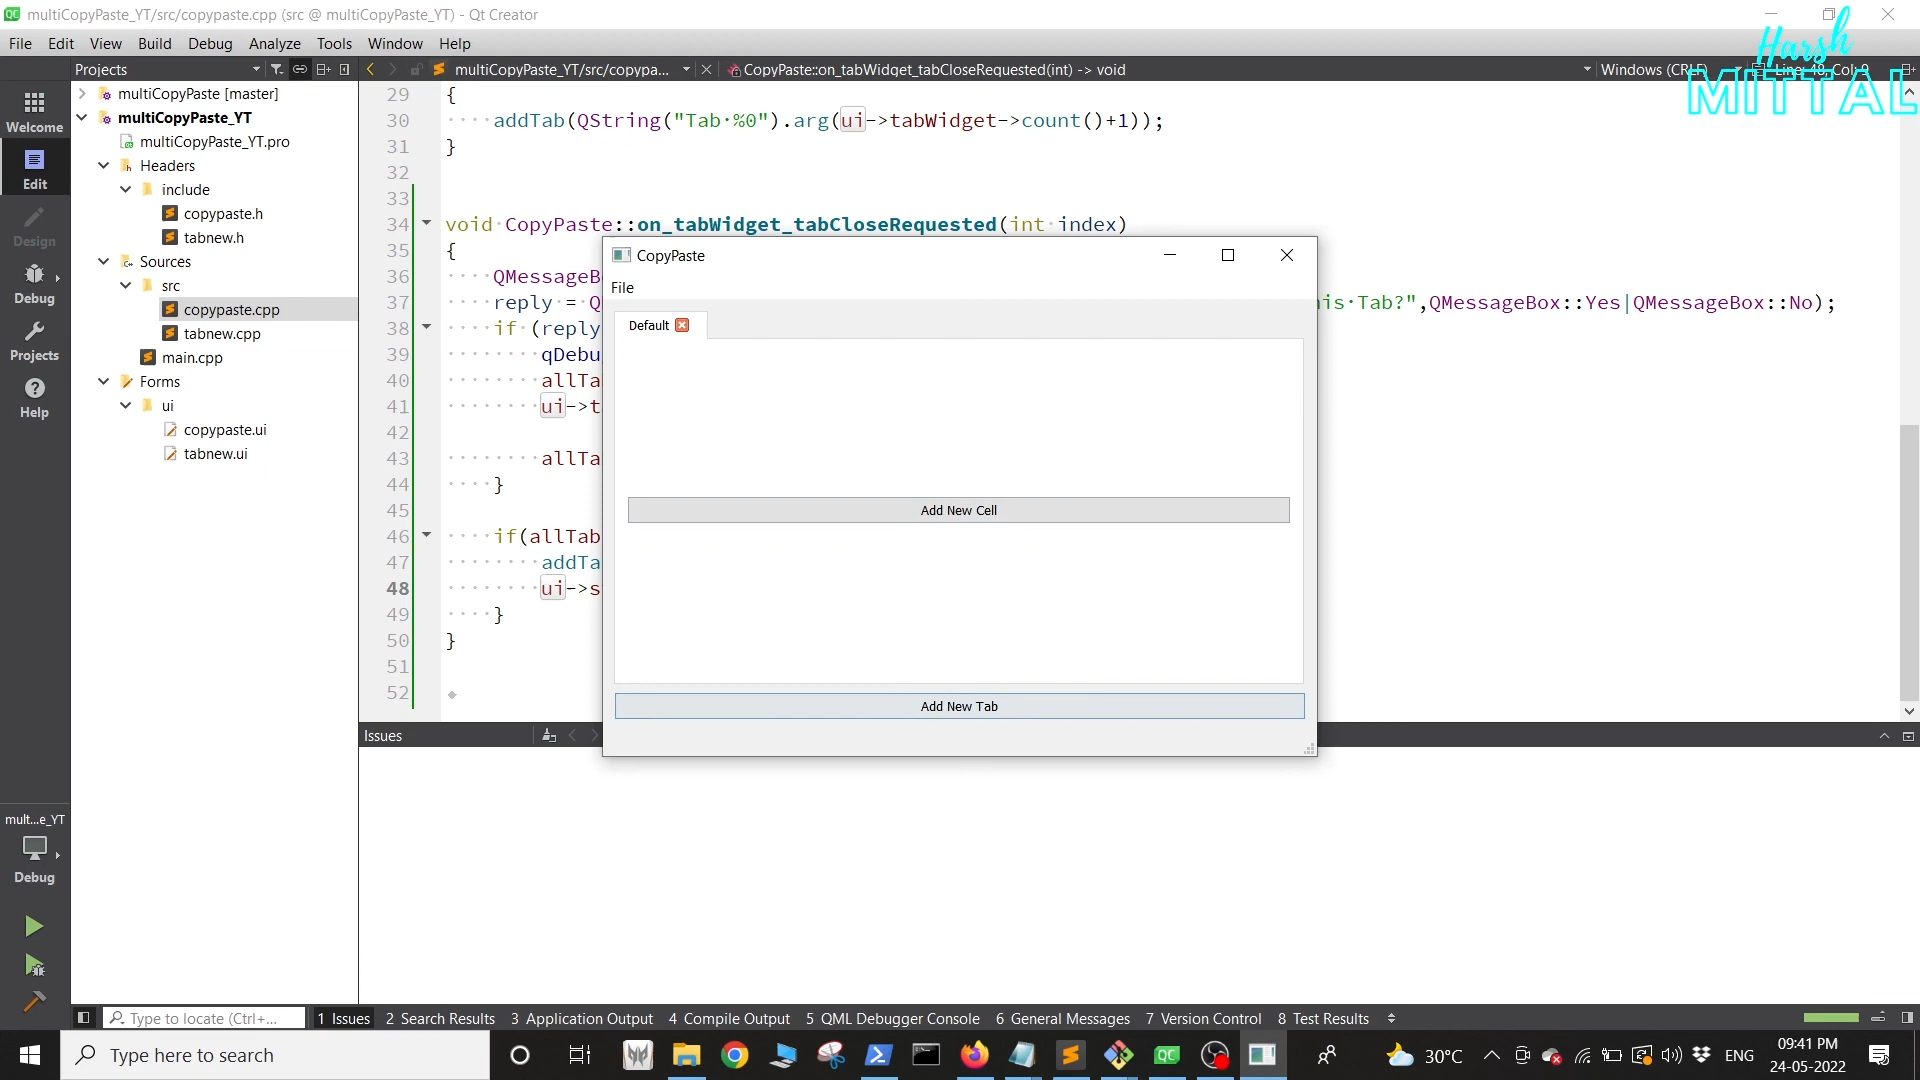 multiCopyPaste_YT/src/copypaste.cpp (src @ multiCopyPaste_YT) - Qt Creator
File Edit View Build Debug Analyze Tools Window Help
Harsh
MITTAL
Projects
multiCopyPaste_YT/src/copypa...
CopyPaste::on_tabWidget_tabCloseRequested(int) -> void
Windows (CRLF)
Line: 48, Col: 9
Welcome
Edit
Design
Debug
Projects
Help
mult...e_YT
Debug
multiCopyPaste [master]
multiCopyPaste_YT
multiCopyPaste_YT.pro
Headers
include
copypaste.h
tabnew.h
Sources
src
copypaste.cpp
tabnew.cpp
main.cpp
Forms
ui
copypaste.ui
tabnew.ui
29 {
30 addTab(QString("Tab·%0").arg(ui->tabWidget->count()+1));
31 }
32
33
34 void CopyPaste::on_tabWidget_tabCloseRequested(int index)
35 {
36 QMessageB
37 reply = Q his·Tab?",QMessageBox::Yes|QMessageBox::No);
38 if (reply
39 qDebu
40 allTa
41 ui->t
42
43 allTa
44 }
45
46 if(allTab
47 addTa
48 ui->s
49 }
50 }
51
52
CopyPaste
File
Default
Add New Cell
Add New Tab
Issues
Type to locate (Ctrl+...
1 Issues 2 Search Results 3 Application Output 4 Compile Output 5 QML Debugger Console 6 General Messages 7 Version Control 8 Test Results
Type here to search
QC
30°C
ENG
09:41 PM
24-05-2022